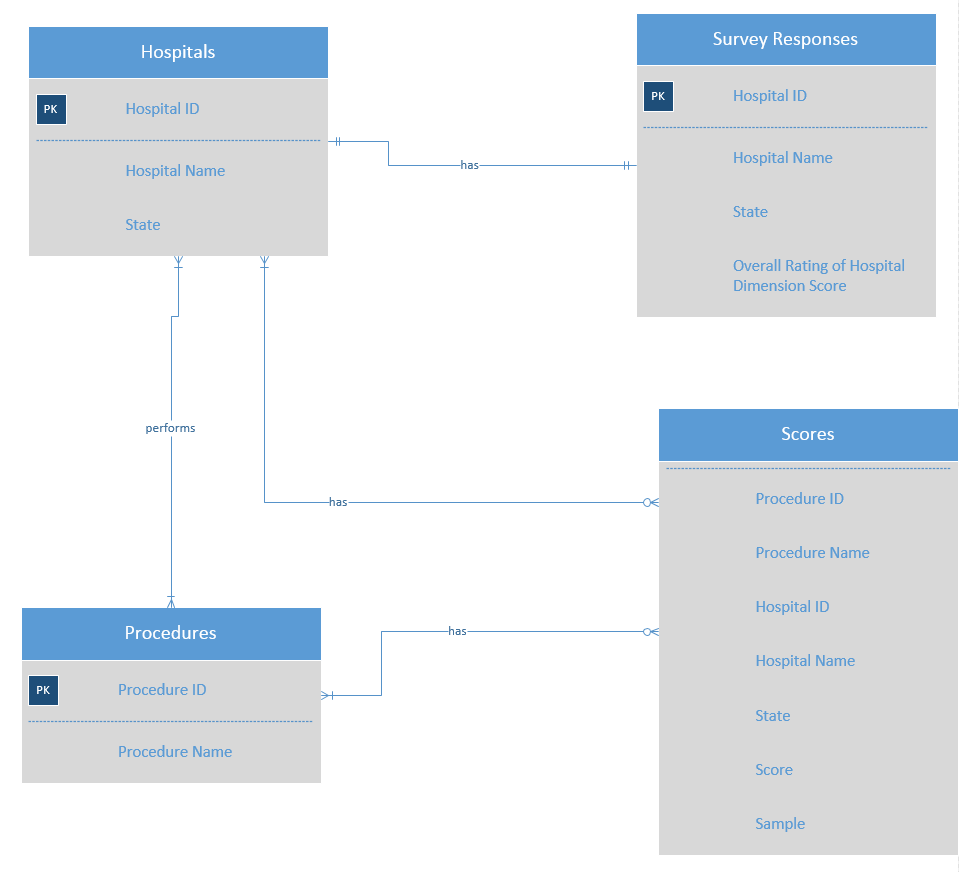 Hospitals
PK
Hospital ID
Hospital Name
State
Survey Responses
PK
Hospital ID
Hospital Name
State
Overall Rating of Hospital
Dimension Score
has
performs
has
has
Scores
Procedure ID
Procedure Name
Hospital ID
Hospital Name
State
Score
Sample
Procedures
PK
Procedure ID
Procedure Name